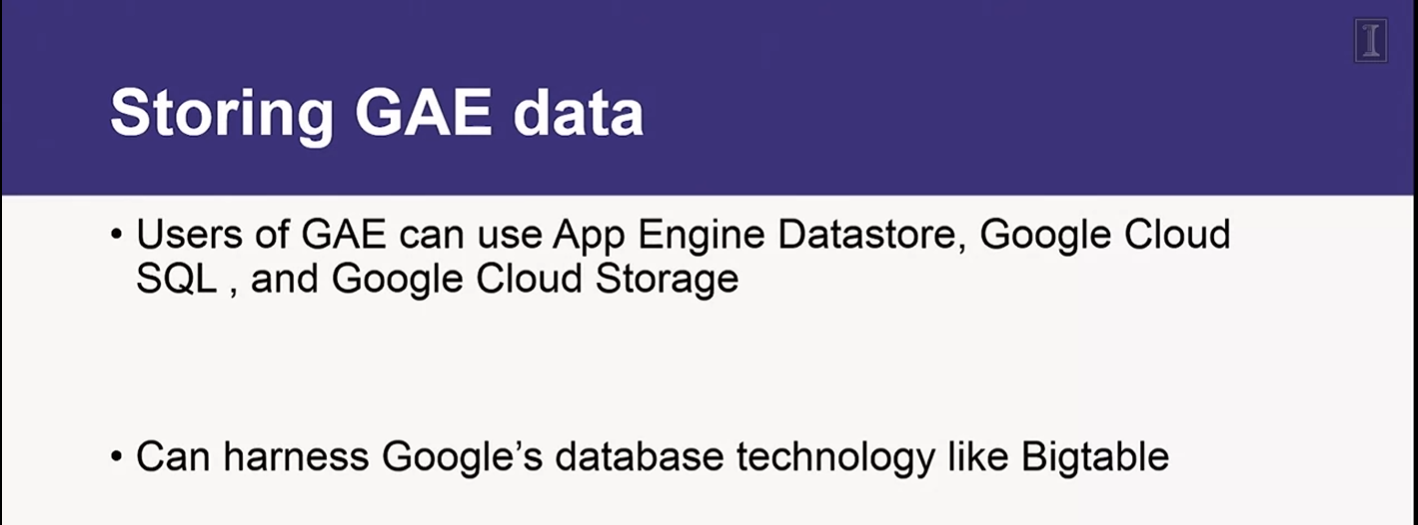 Storing GAE data
• Users of GAE can use App Engine Datastore, Google Cloud
SQL , and Google Cloud Storage
• Can harness Google’s database technology like Bigtable